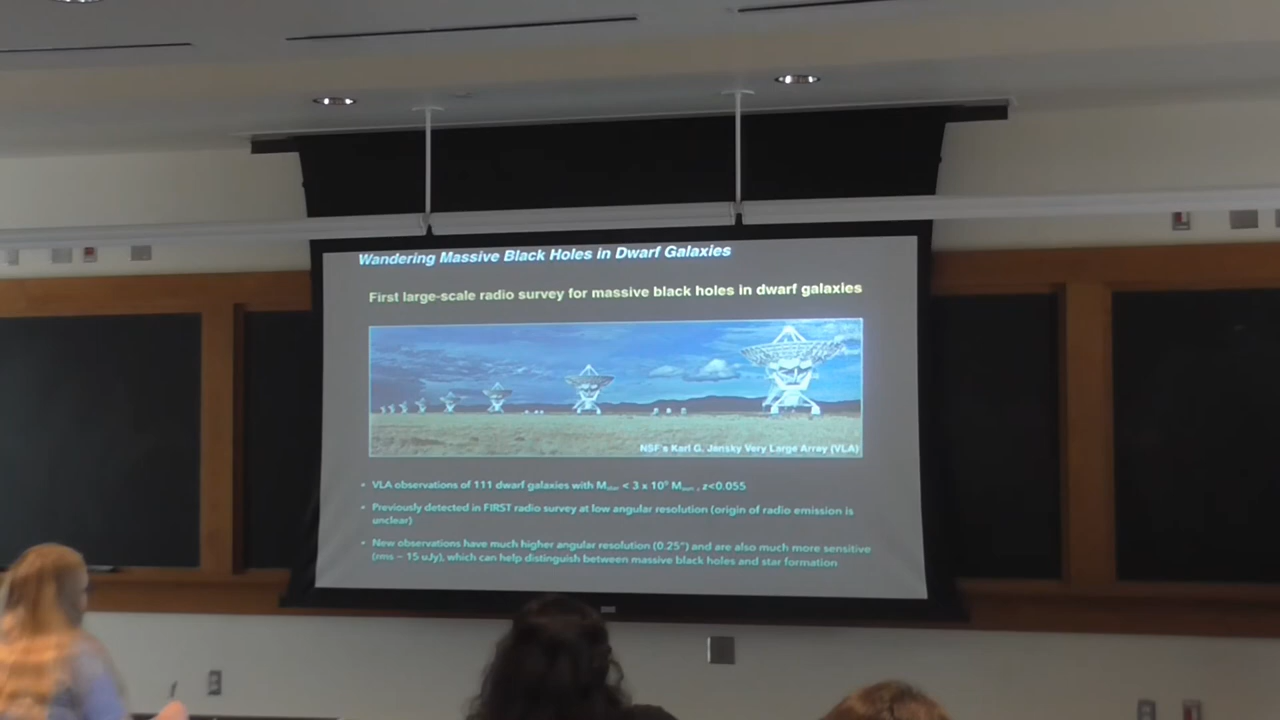 Wandering Massive Black Holes in Dwarf Galaxies
First large-scale radio survey for massive black holes in dwarf galaxies
NSF's Karl G. Jansky Very Large Array (VLA)
• VLA observations of 111 dwarf galaxies with Mstar < 3 x 10⁹ Msun , z<0.055
• Previously detected in FIRST radio survey at low angular resolution (origin of radio emission is
unclear)
• New observations have much higher angular resolution (0.25") and are also much more sensitive
(rms ~ 15 uJy), which can help distinguish between massive black holes and star formation